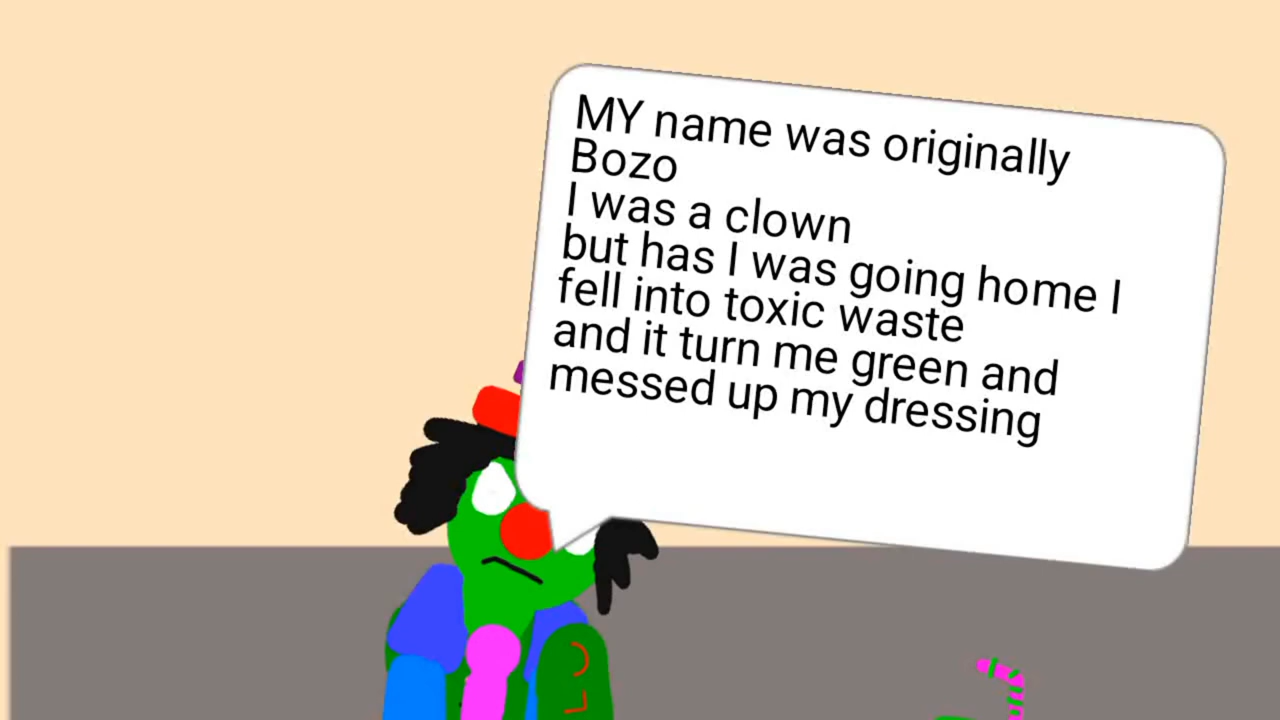 MY name was originally
Bozo
I was a clown
but has I was going home I
fell into toxic waste
and it turn me green and
messed up my dressing